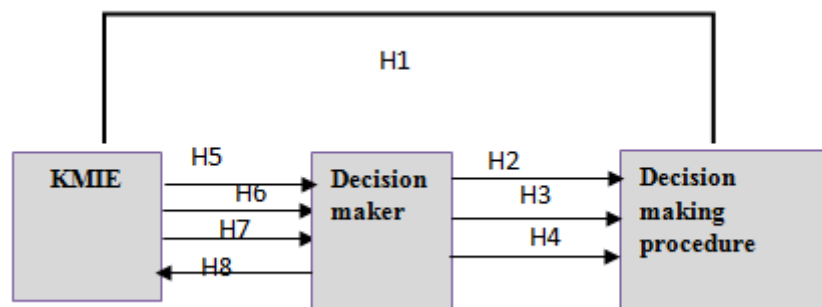 H1
KMIE
H5
H6
H7
H8
Decision
maker
H2
H3
H4
Decision
making
procedure